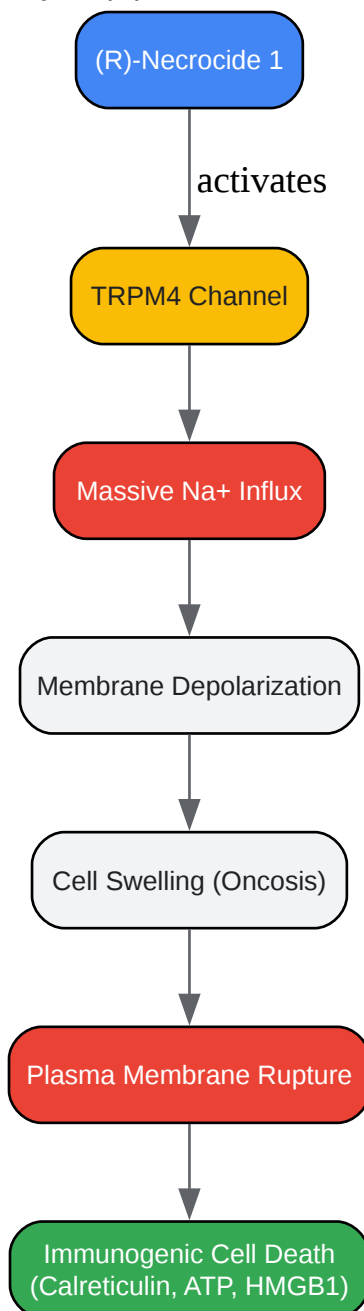 (R)-Necrocide 1
activates
TRPM4 Channel
Massive Na+ Influx
Membrane Depolarization
Cell Swelling (Oncosis)
Plasma Membrane Rupture
Immunogenic Cell Death
(Calreticulin, ATP, HMGB1)